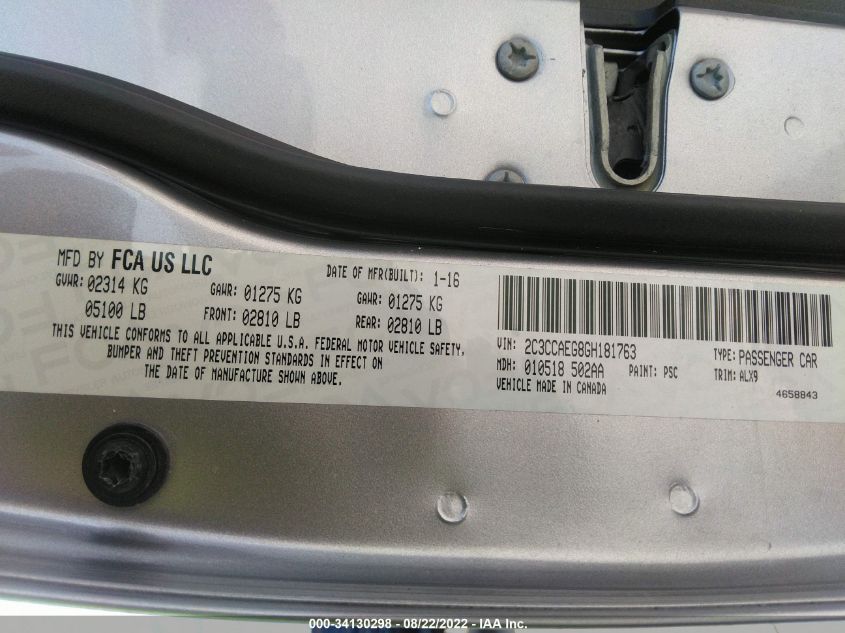 MFD BY FCA US LLC
DATE OF MFR(BUILT): 1-16
GVWR: 02314 KG
GAWR: 01275 KG
GAWR: 01275 KG
05100 LB
FRONT: 02810 LB
REAR: 02810 LB
THIS VEHICLE CONFORMS TO ALL APPLICABLE U.S.A. FEDERAL MOTOR VEHICLE SAFETY,
BUMPER AND THEFT PREVENTION STANDARDS IN EFFECT ON
THE DATE OF MANUFACTURE SHOWN ABOVE.
VIN: 2C3CCAEG8GH181763
TYPE: PASSENGER CAR
MDH: 010518 502AA
PAINT: PSC
TRIM: ALX9
VEHICLE MADE IN CANADA
4658843
000-34130298 - 08/22/2022 - IAA Inc.